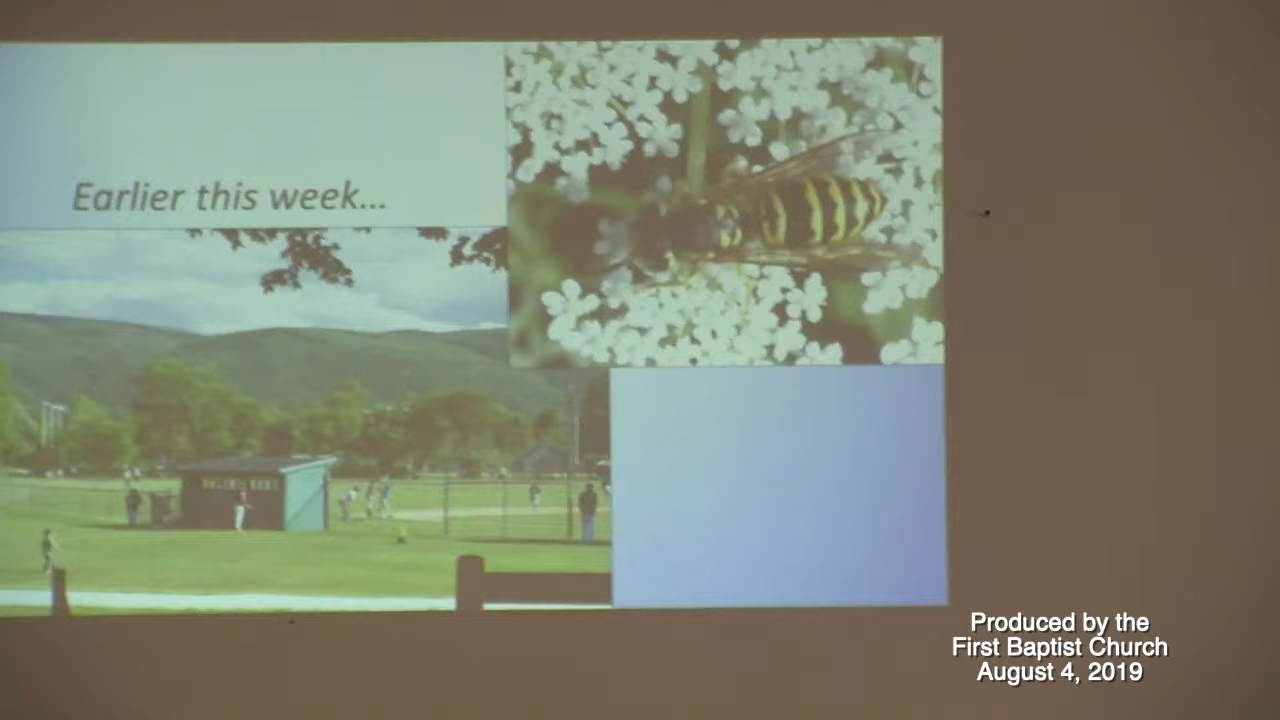 Earlier this week...
Produced by the
First Baptist Church
August 4, 2019